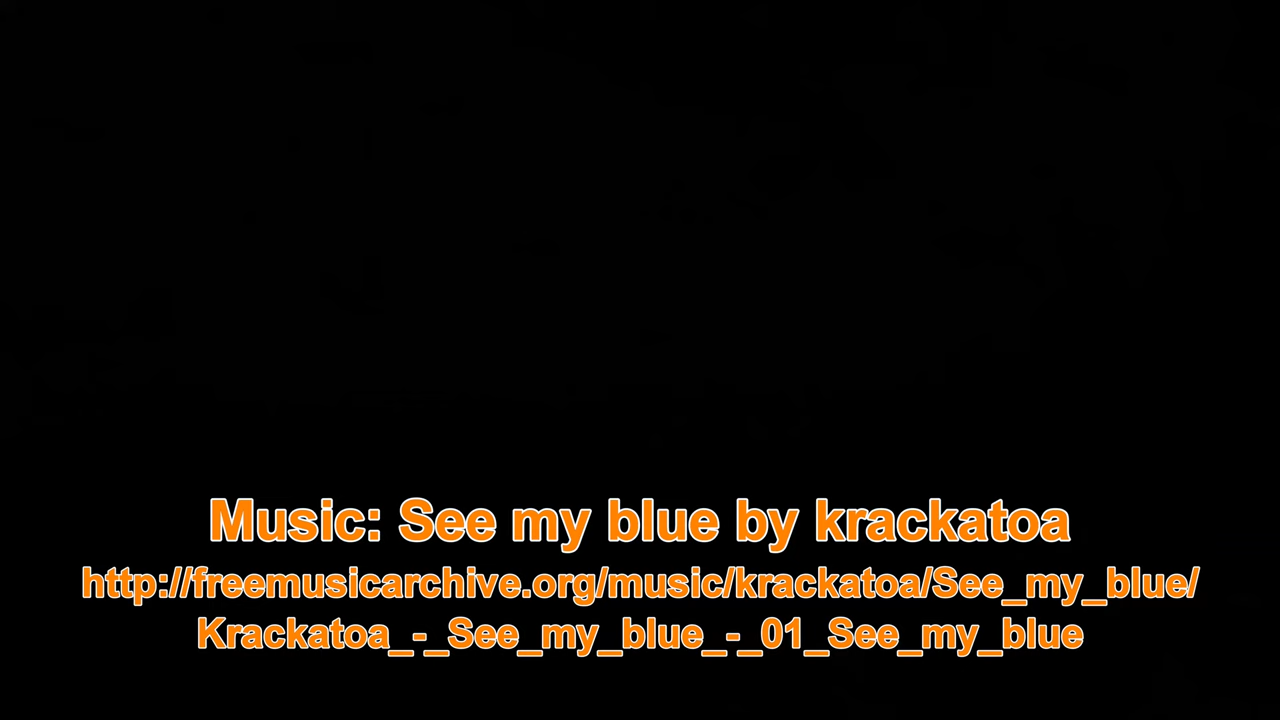 Music: See my blue by krackatoa
http://freemusicarchive.org/music/krackatoa/See_my_blue/
Krackatoa_-_See_my_blue_-_01_See_my_blue